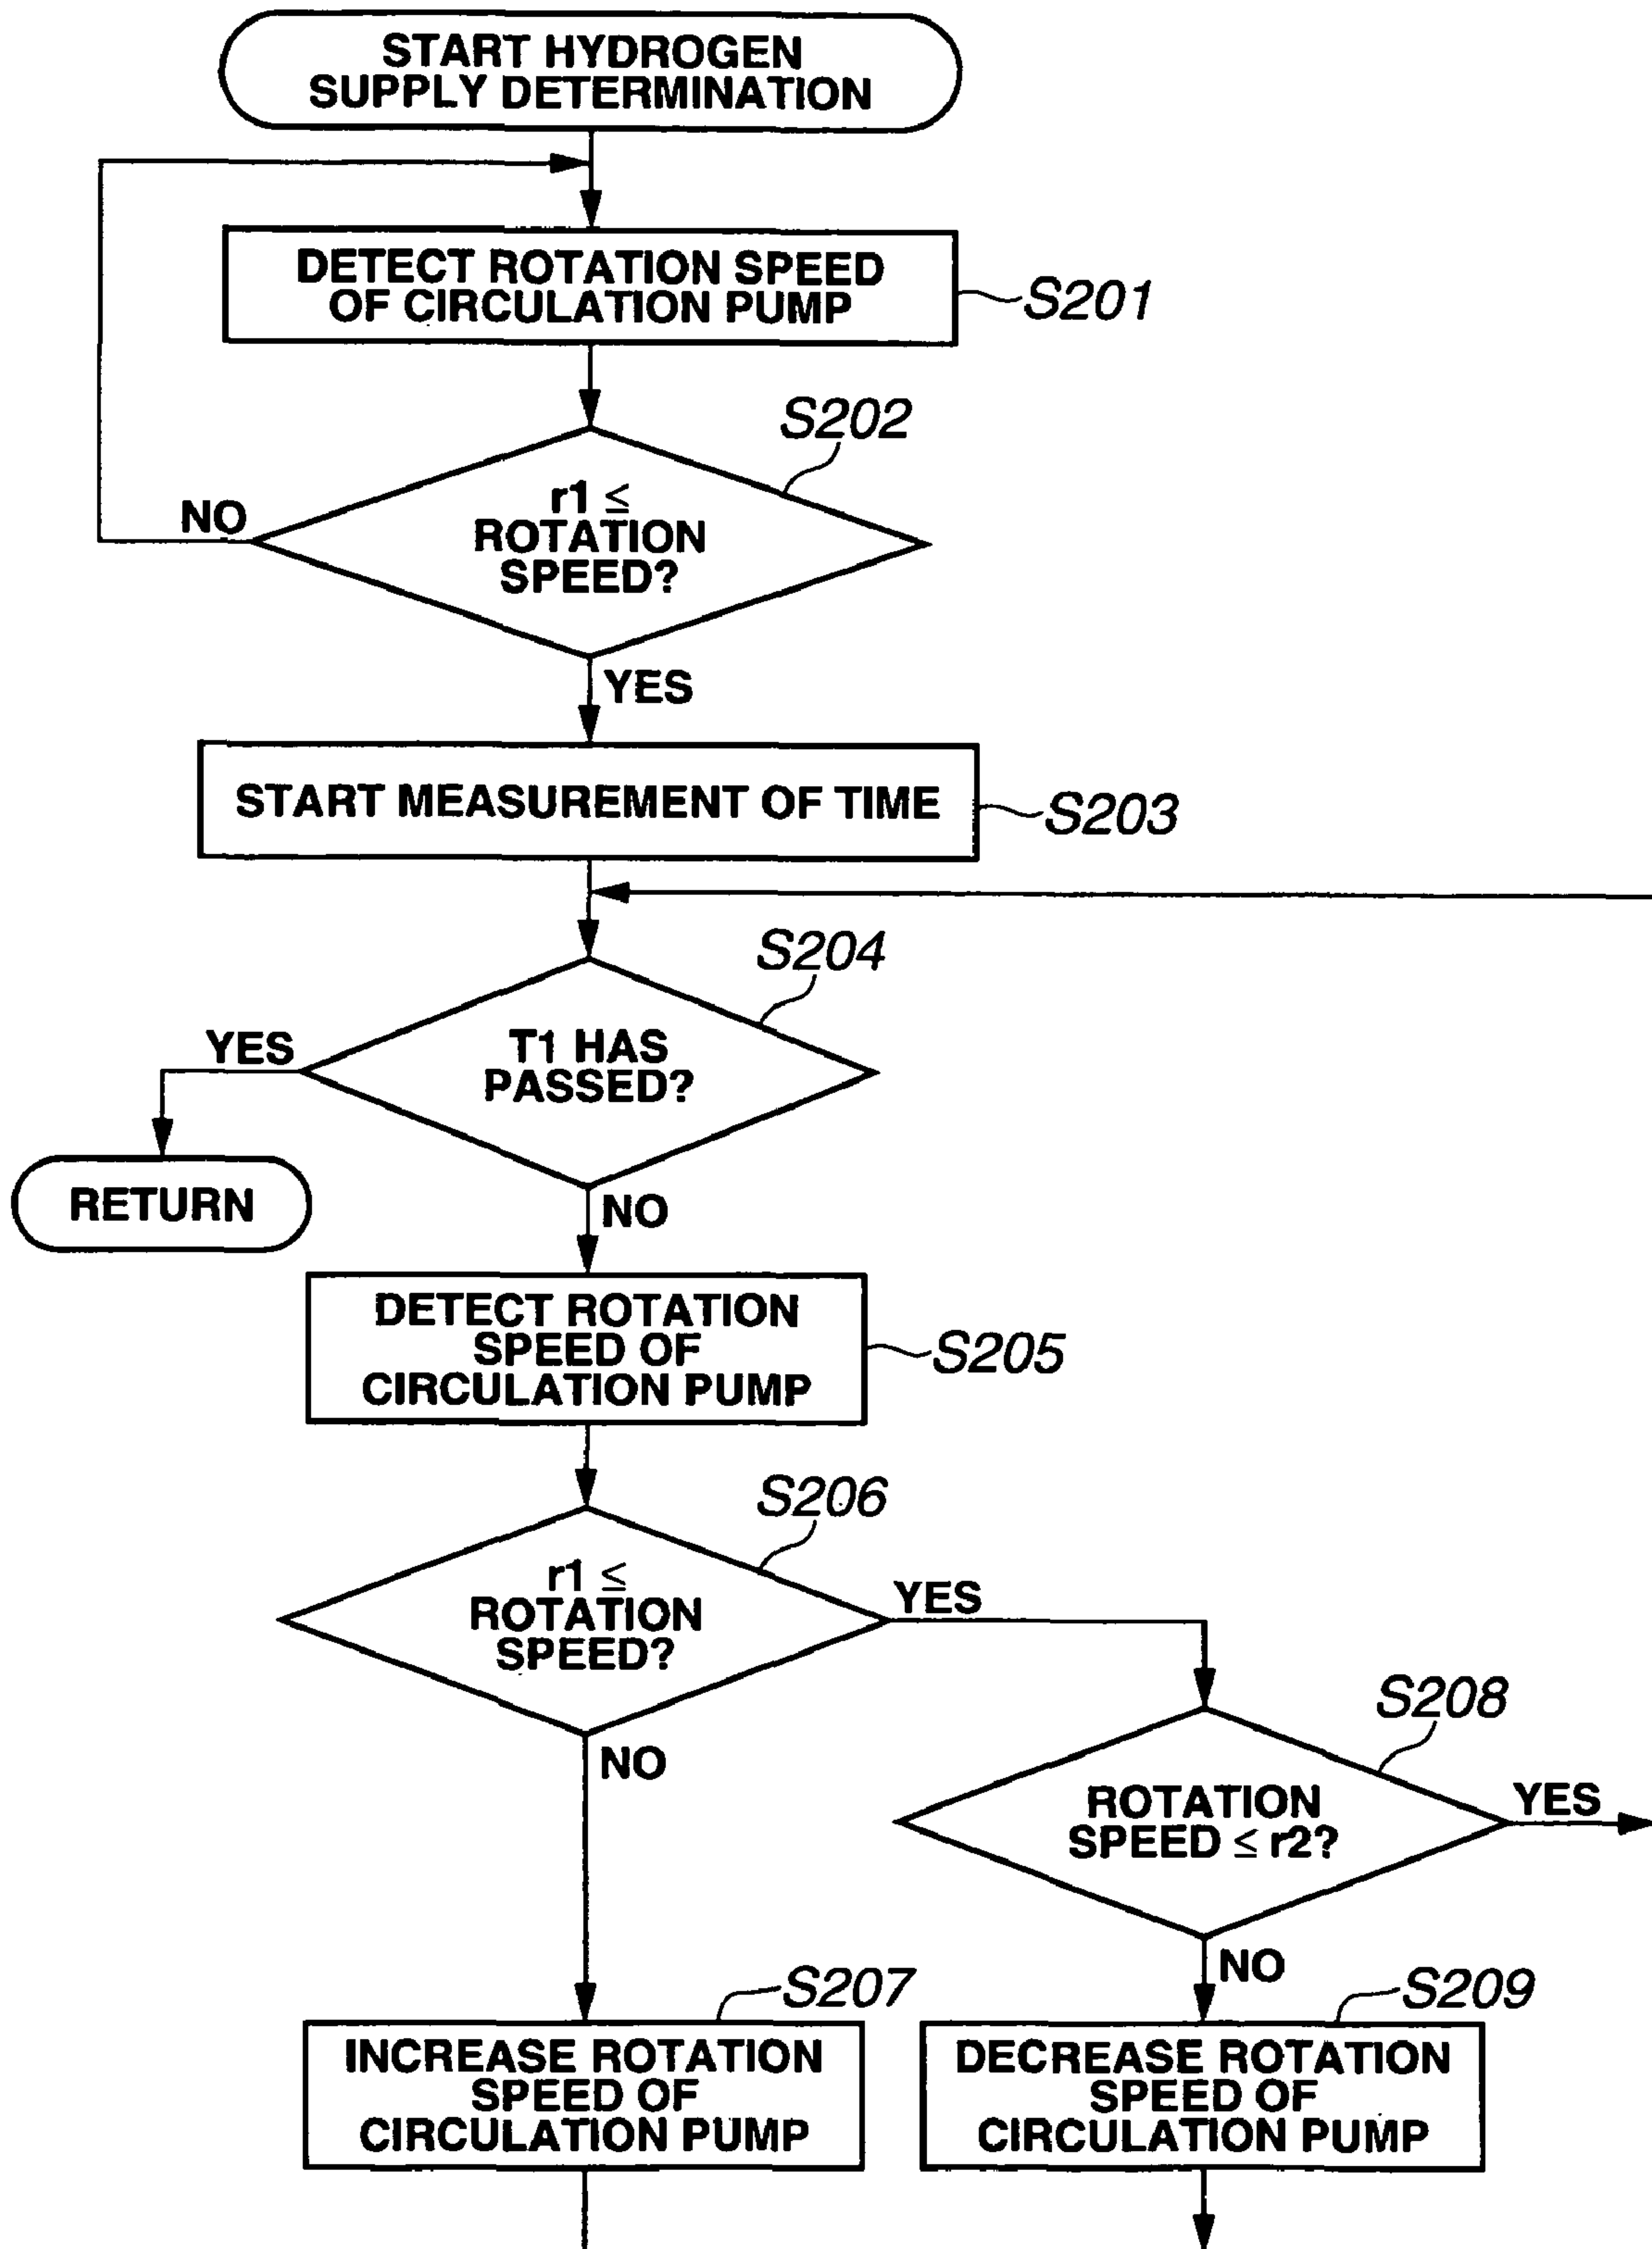 START HYDROGEN
SUPPLY DETERMINATION
DETECT ROTATION SPEED
OF CIRCULATION PUMP
S201
S202
r1 ≦
ROTATION
SPEED?
NO
YES
START MEASUREMENT OF TIME
S203
S204
T1 HAS
PASSED?
YES
RETURN
NO
DETECT ROTATION
SPEED OF
CIRCULATION PUMP
S205
S206
r1 ≦
ROTATION
SPEED?
YES
NO
S208
ROTATION
SPEED ≦ r2?
YES
NO
S207
INCREASE ROTATION
SPEED OF
CIRCULATION PUMP
S209
DECREASE ROTATION
SPEED OF
CIRCULATION PUMP